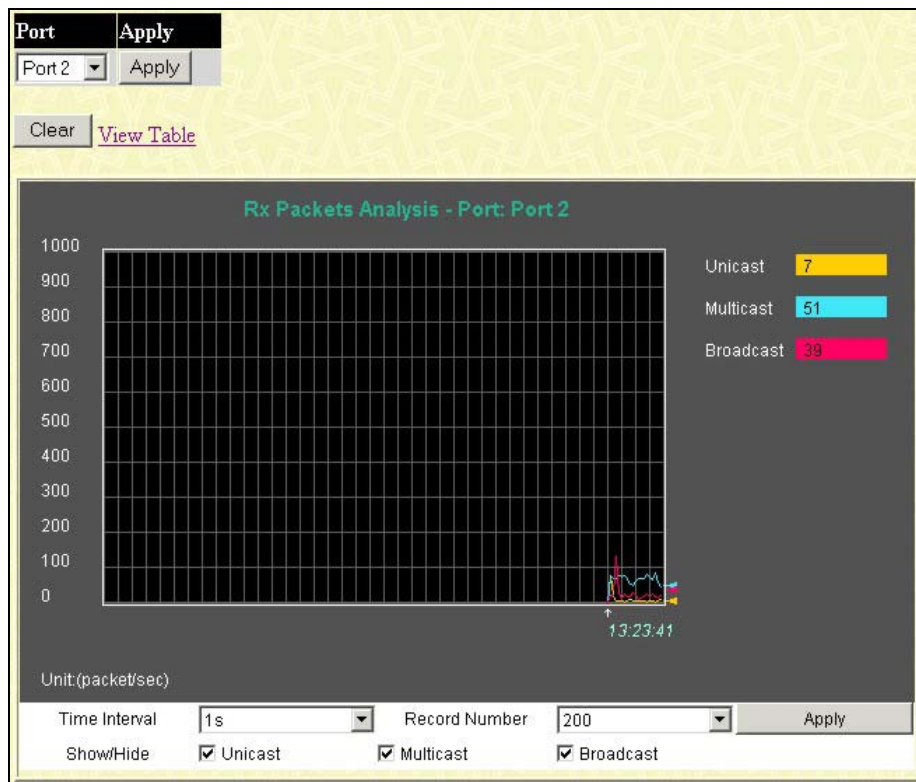 Port Apply
Port 2 Apply
Clear View Table
Rx Packets Analysis - Port: Port 2
1000
900
800
700
600
500
400
300
200
100
0
Unicast 7
Multicast 51
Broadcast 39
13:23:41
Unit:(packet/sec)
Time Interval 1s Record Number 200 Apply
Show/Hide Unicast Multicast Broadcast